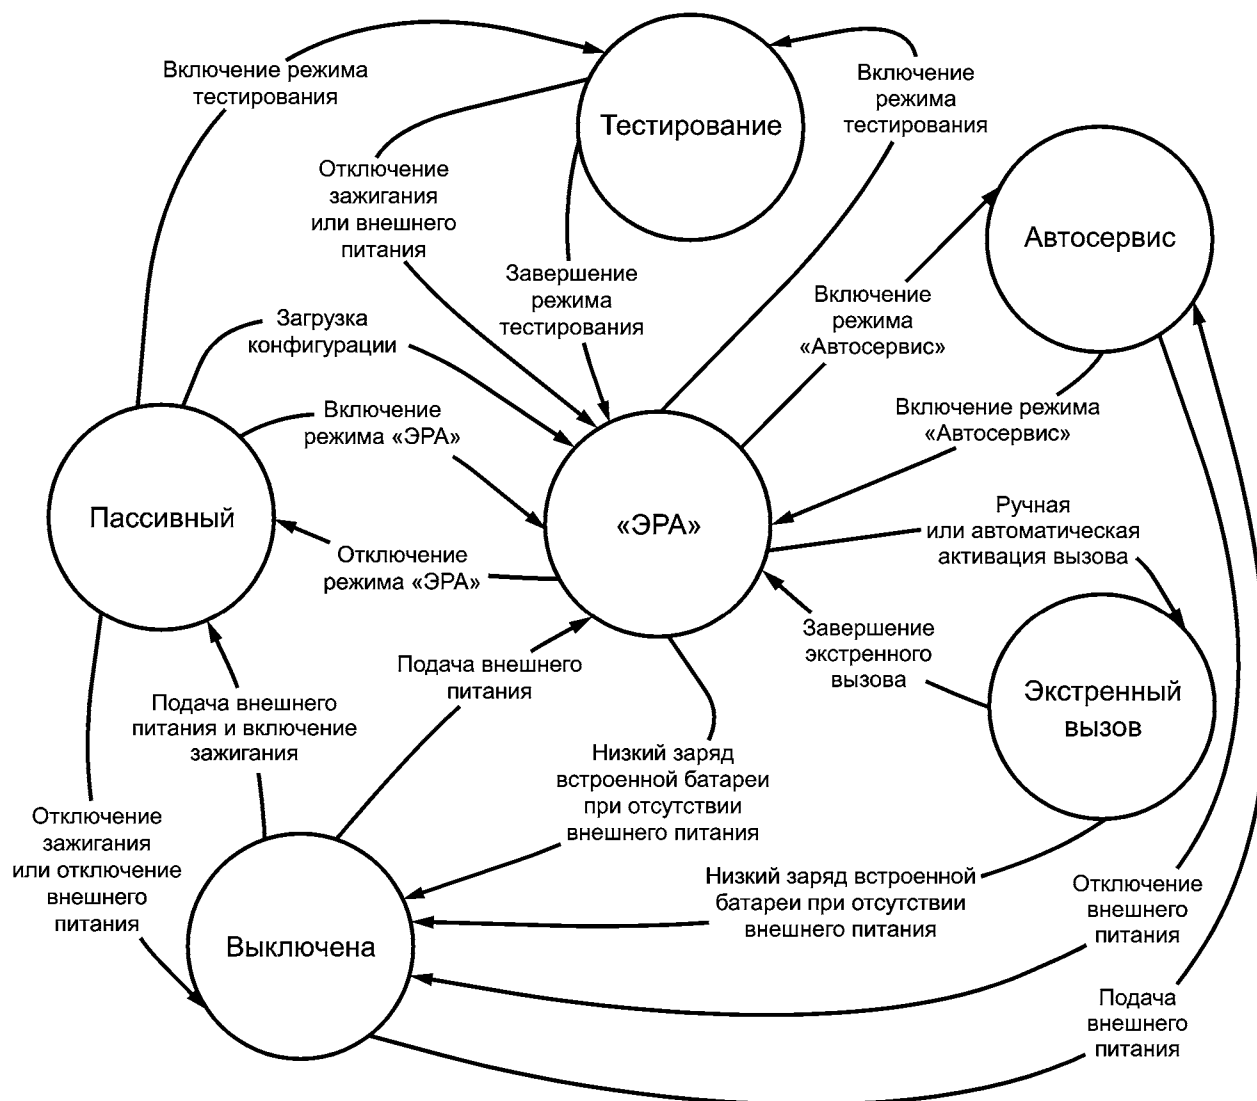 Включение режима
тестирования
Тестирование
Включение
режима
тестирования
Отключение
зажигания
или внешнего
питания
Автосервис
Завершение
режима
тестирования
Включение
режима
«Автосервис»
Загрузка
конфигурации
Включение
режима «ЭРА»
Включение режима
«Автосервис»
Пассивный
«ЭРА»
Ручная
или автоматическая
активация вызова
Отключение
режима «ЭРА»
Завершение
экстренного
вызова
Подача внешнего
питания
Экстренный
вызов
Подача внешнего
питания и включение
зажигания
Низкий заряд
встроенной батареи
при отсутствии
внешнего питания
Отключение
зажигания
или отключение
внешнего
питания
Низкий заряд встроенной
батареи при отсутствии
внешнего питания
Отключение
внешнего
питания
Выключена
Подача
внешнего
питания